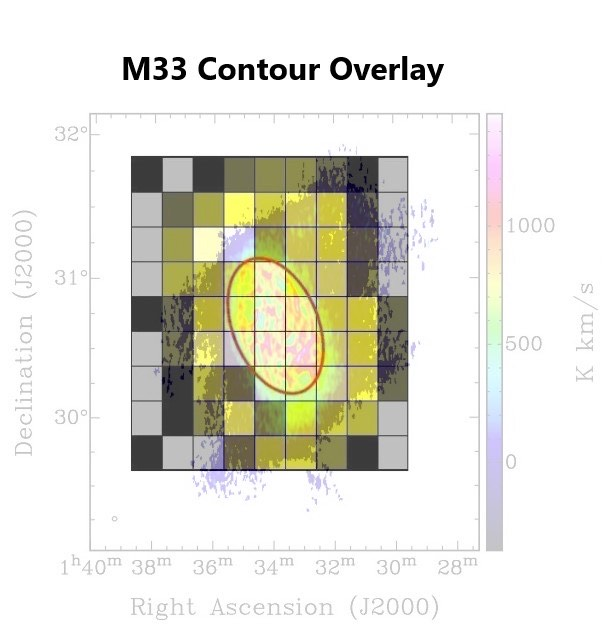 M33 Contour Overlay
32°
31°
30°
Declination (J2000)
1000
500
0
K km/s
1ʰ40ᵐ 38ᵐ 36ᵐ 34ᵐ 32ᵐ 30ᵐ 28ᵐ
Right Ascension (J2000)